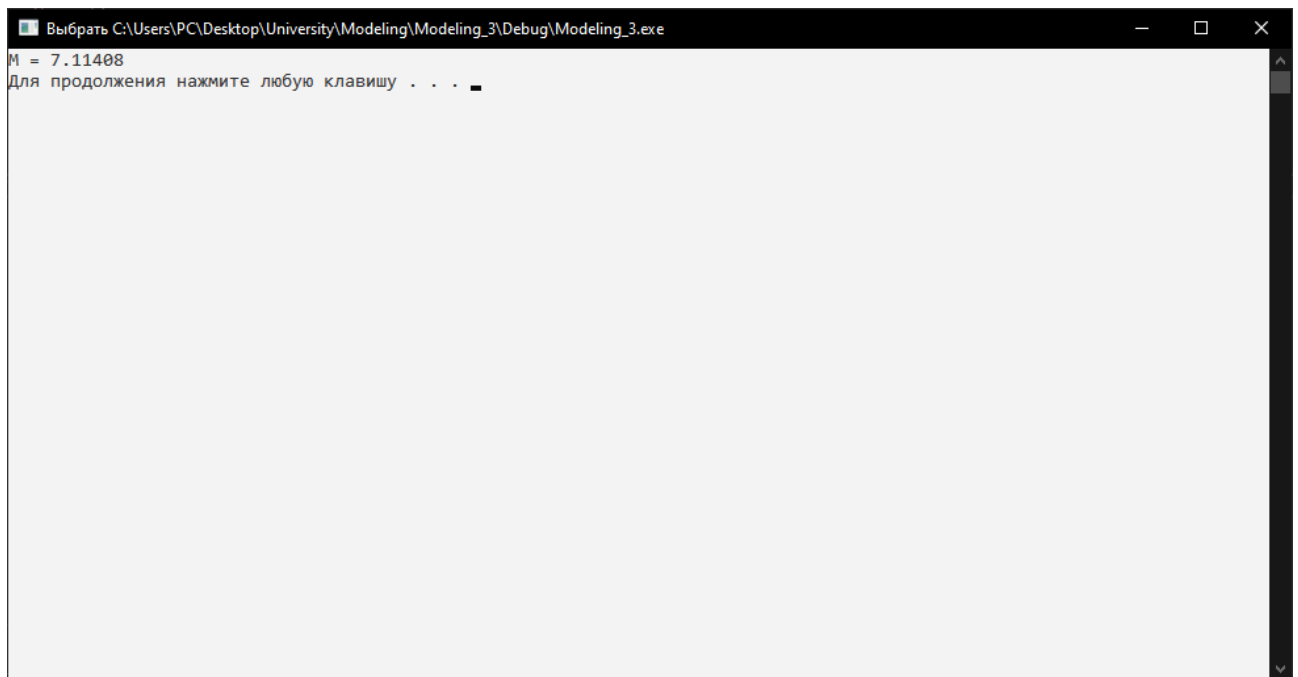 Выбрать C:\Users\PC\Desktop\University\Modeling\Modeling_3\Debug\Modeling_3.exe
M = 7.11408
Для продолжения нажмите любую клавишу . . .